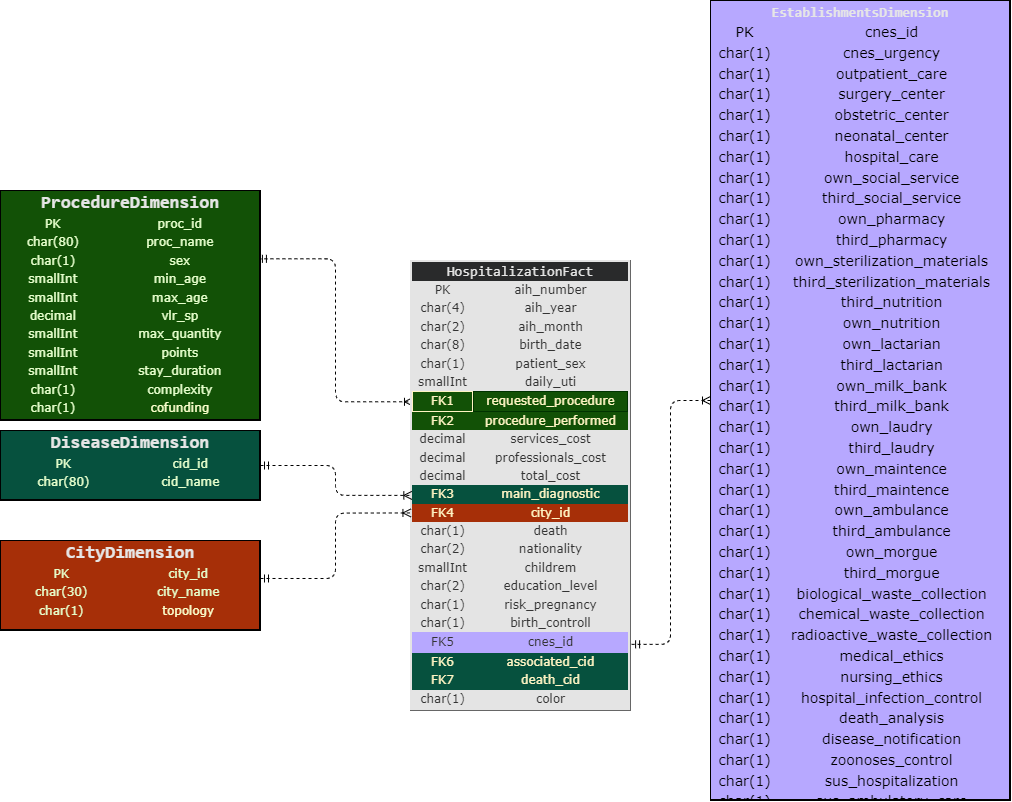 EstablishmentsDimension
PK cnes_id
char(1) cnes_urgency
char(1) outpatient_care
char(1) surgery_center
char(1) obstetric_center
char(1) neonatal_center
char(1) hospital_care
char(1) own_social_service
char(1) third_social_service
char(1) own_pharmacy
char(1) third_pharmacy
char(1) own_sterilization_materials
char(1) third_sterilization_materials
char(1) third_nutrition
char(1) own_nutrition
char(1) own_lactarian
char(1) third_lactarian
char(1) own_milk_bank
char(1) third_milk_bank
char(1) own_laudry
char(1) third_laudry
char(1) own_maintence
char(1) third_maintence
char(1) own_ambulance
char(1) third_ambulance
char(1) own_morgue
char(1) third_morgue
char(1) biological_waste_collection
char(1) chemical_waste_collection
char(1) radioactive_waste_collection
char(1) medical_ethics
char(1) nursing_ethics
char(1) hospital_infection_control
char(1) death_analysis
char(1) disease_notification
char(1) zoonoses_control
char(1) sus_hospitalization
char(1) sus_ambulatory_care
ProcedureDimension
PK proc_id
char(80) proc_name
char(1) sex
smallInt min_age
smallInt max_age
decimal vlr_sp
smallInt max_quantity
smallInt points
smallInt stay_duration
char(1) complexity
char(1) cofunding
DiseaseDimension
PK cid_id
char(80) cid_name
CityDimension
PK city_id
char(30) city_name
char(1) topology
HospitalizationFact
PK aih_number
char(4) aih_year
char(2) aih_month
char(8) birth_date
char(1) patient_sex
smallInt daily_uti
FK1 requested_procedure
FK2 procedure_performed
decimal services_cost
decimal professionals_cost
decimal total_cost
FK3 main_diagnostic
FK4 city_id
char(1) death
char(2) nationality
smallInt childrem
char(2) education_level
char(1) risk_pregnancy
char(1) birth_controll
FK5 cnes_id
FK6 associated_cid
FK7 death_cid
char(1) color